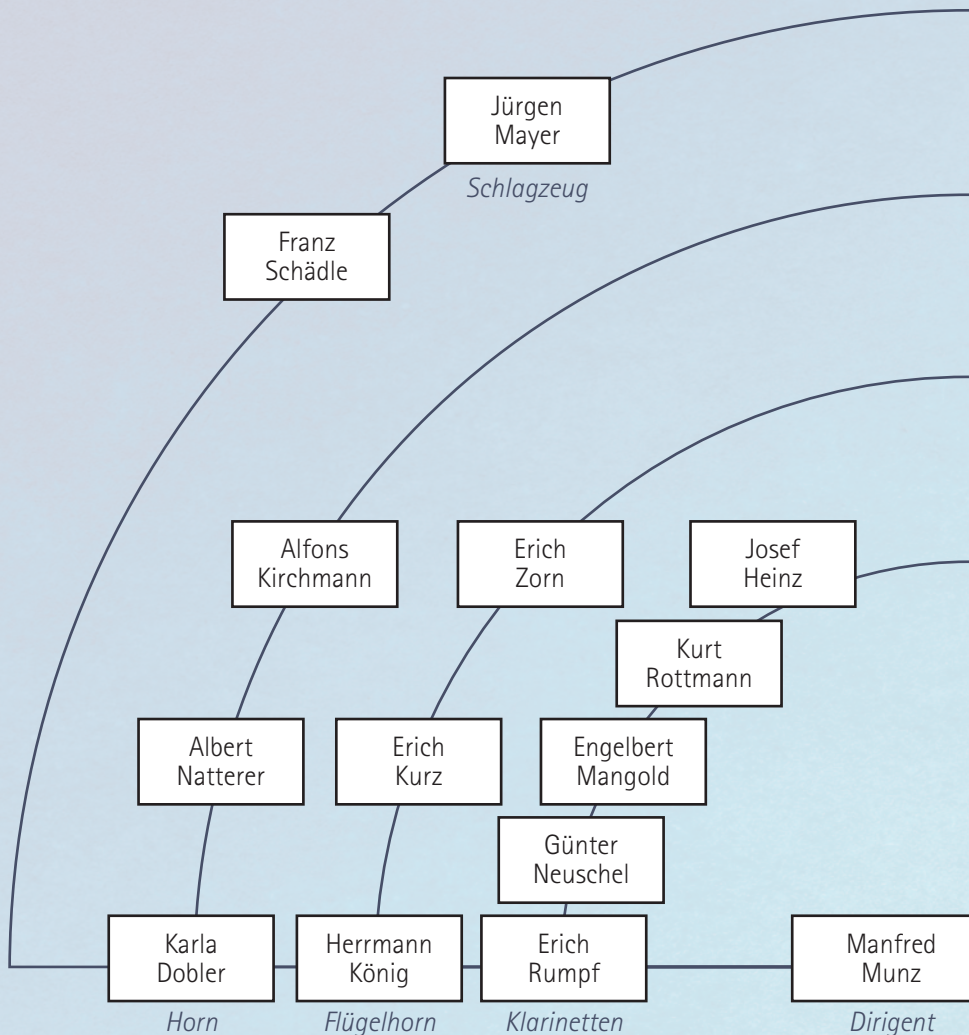 Jürgen
Mayer
Schlagzeug
Franz
Schädle
Alfons
Kirchmann
Erich
Zorn
Josef
Heinz
Kurt
Rottmann
Albert
Natterer
Erich
Kurz
Engelbert
Mangold
Günter
Neuschel
Karla
Dobler
Herrmann
König
Erich
Rumpf
Manfred
Munz
Horn
Flügelhorn
Klarinetten
Dirigent